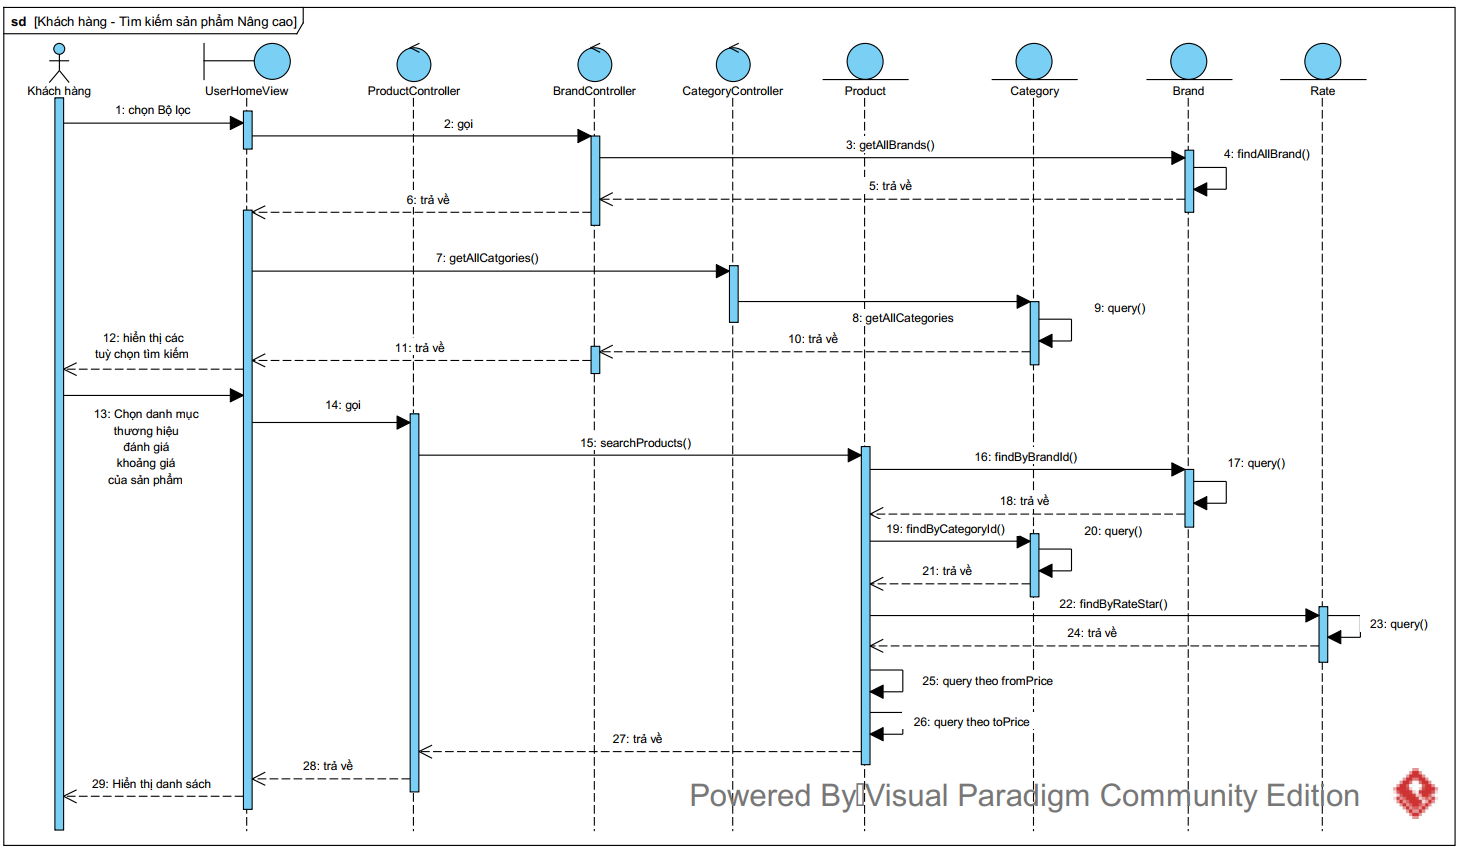 sd [Khách hàng - Tìm kiếm sản phẩm Nâng cao]
Khách hàng
UserHomeView
ProductController
BrandController
CategoryController
Product
Category
Brand
Rate
1: chọn Bộ lọc
2: gọi
3: getAllBrands()
4: findAllBrand()
5: trả về
6: trả về
7: getAllCatgories()
8: getAllCategories
9: query()
10: trả về
11: trả về
12: hiển thị các
tuỳ chọn tìm kiếm
13: Chọn danh mục
thương hiệu
đánh giá
khoảng giá
của sản phẩm
14: gọi
15: searchProducts()
16: findByBrandId()
17: query()
18: trả về
19: findByCategoryId()
20: query()
21: trả về
22: findByRateStar()
23: query()
24: trả về
25: query theo fromPrice
26: query theo toPrice
27: trả về
28: trả về
29: Hiển thị danh sách
Powered By Visual Paradigm Community Edition